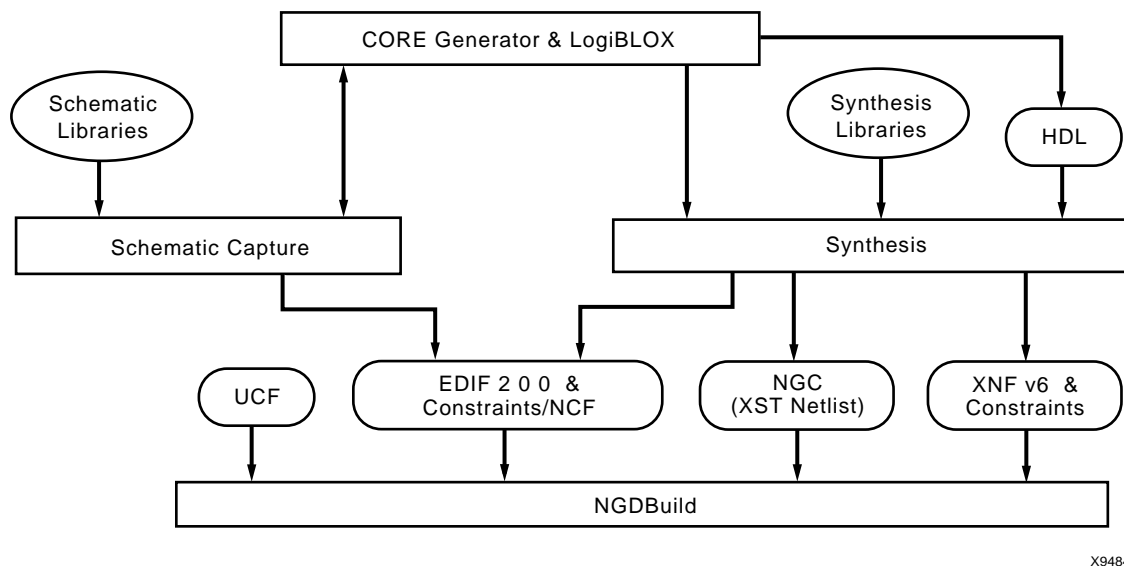 CORE Generator & LogiBLOX
Schematic
Libraries
Synthesis
Libraries
HDL
Schematic Capture
Synthesis
UCF
EDIF 2 0 0 &
Constraints/NCF
NGC
(XST Netlist)
XNF v6 &
Constraints
NGDBuild